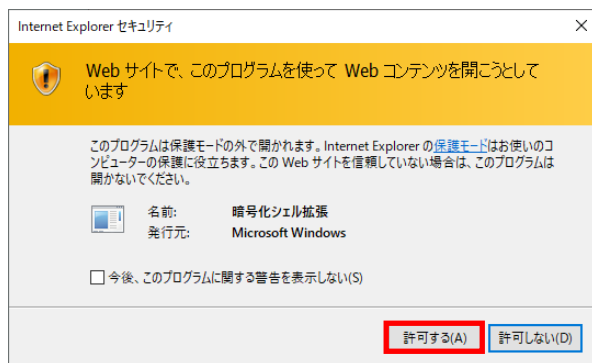 Internet Explorer セキュリティ
Web サイトで、このプログラムを使って Web コンテンツを開こうとして
います
このプログラムは保護モードの外で開かれます。Internet Explorer の保護モードはお使いのコ
ンピューターの保護に役立ちます。この Web サイトを信頼していない場合は、このプログラムは
開かないでください。
名前: 暗号化シェル拡張
発行元: Microsoft Windows
今後、このプログラムに関する警告を表示しない(S)
許可する(A) 許可しない(D)